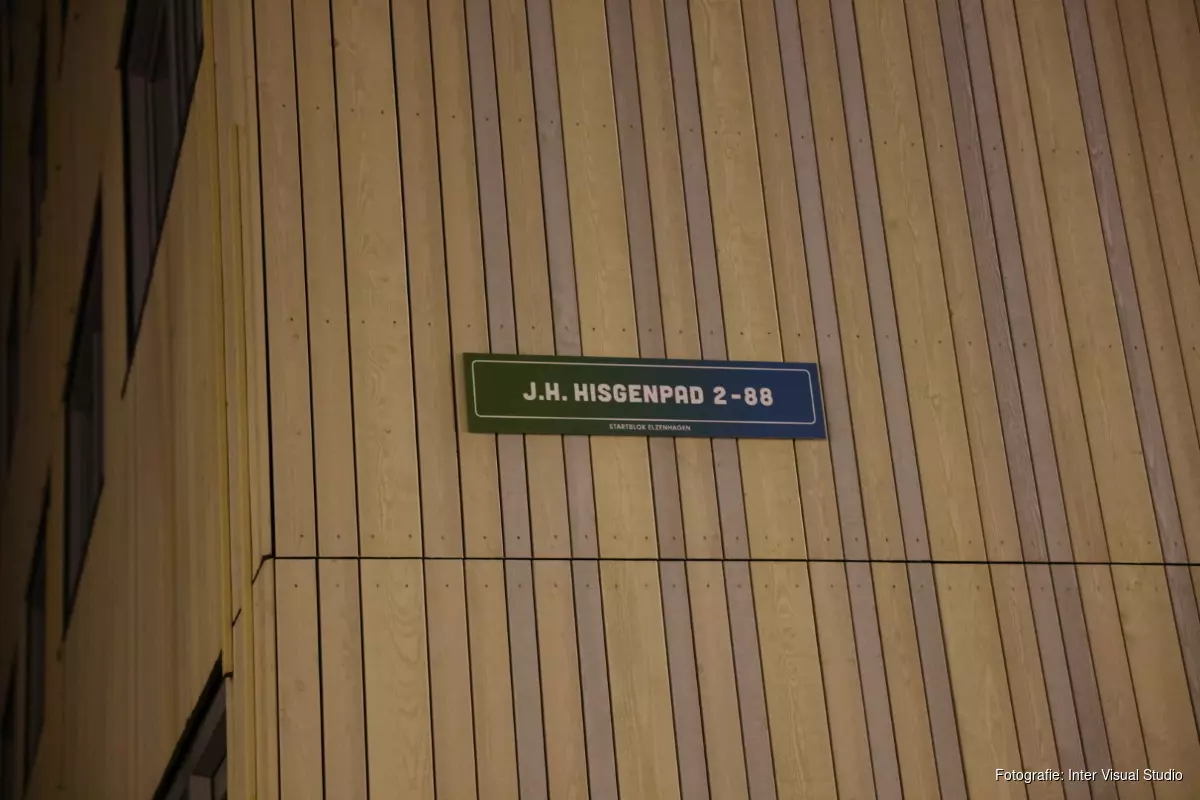 J.H. HISGENPAD 2-88
STARTBLOK ELZENHAGEN
Fotografie: Inter Visual Studio